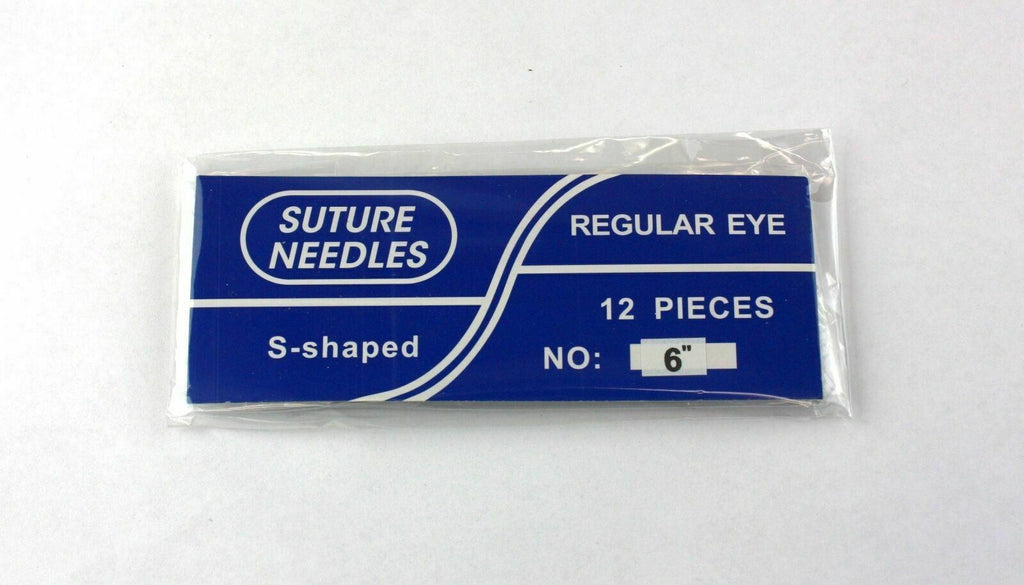 SUTURE
NEEDLES
S-shaped
REGULAR EYE
12 PIECES
NO: 6"